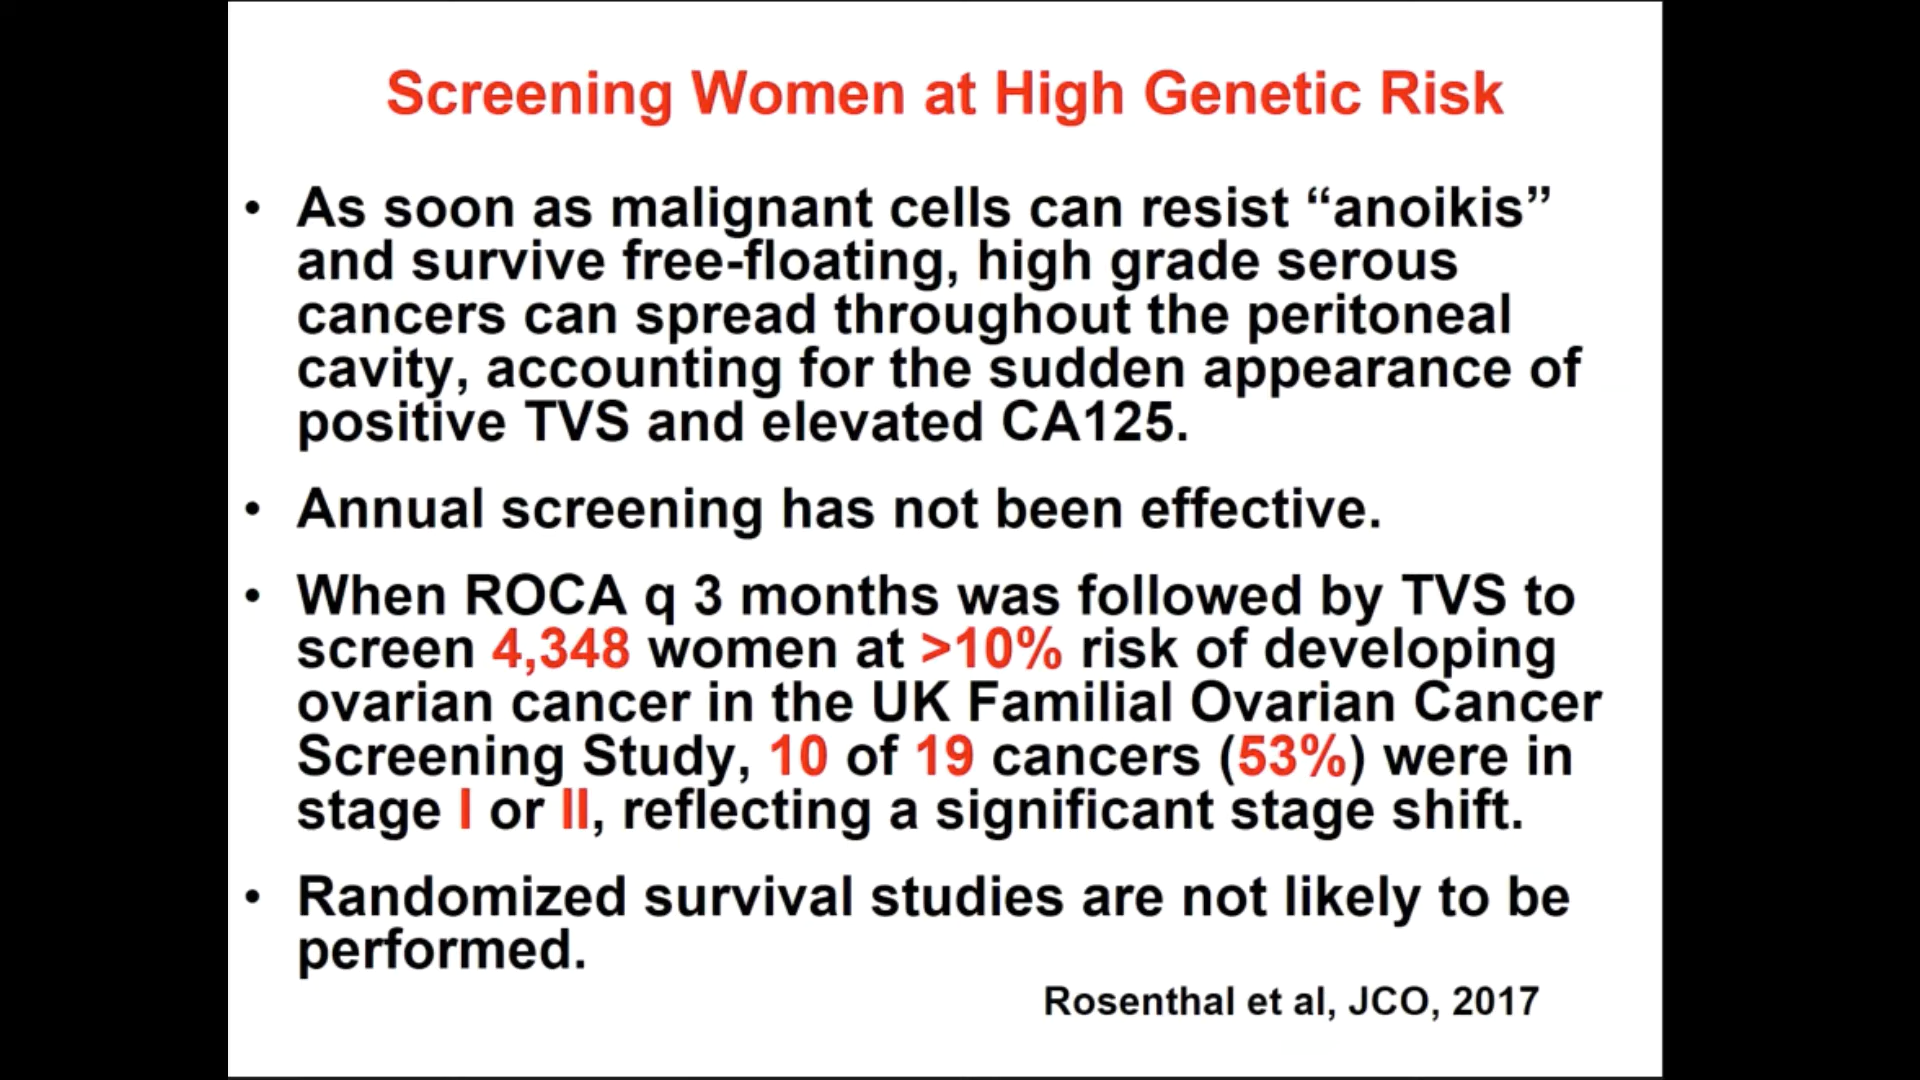 Screening Women at High Genetic Risk
• As soon as malignant cells can resist “anoikis”
and survive free-floating, high grade serous
cancers can spread throughout the peritoneal
cavity, accounting for the sudden appearance of
positive TVS and elevated CA125.
• Annual screening has not been effective.
• When ROCA q 3 months was followed by TVS to
screen 4,348 women at >10% risk of developing
ovarian cancer in the UK Familial Ovarian Cancer
Screening Study, 10 of 19 cancers (53%) were in
stage I or II, reflecting a significant stage shift.
• Randomized survival studies are not likely to be
performed.
Rosenthal et al, JCO, 2017